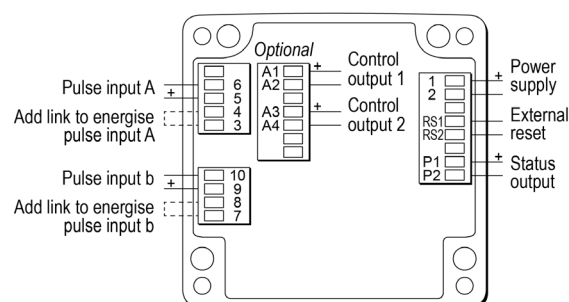 Optional
Pulse input A
+
6
5
Add link to energise
pulse input A
4
3
A1
A2
A3
A4
+
Control
output 1
+
Control
output 2
Pulse input b
+
10
9
Add link to energise
pulse input b
8
7
1
2
RS1
RS2
P1
P2
+
Power
supply
External
reset
+
Status
output